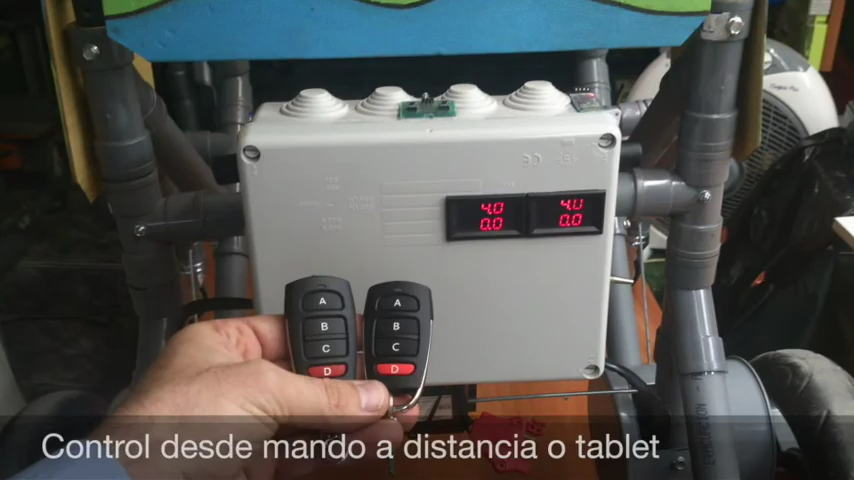 4.0 4.0
0.0 0.0
A A
B B
C C
D D
Control desde mando a distancia o tablet